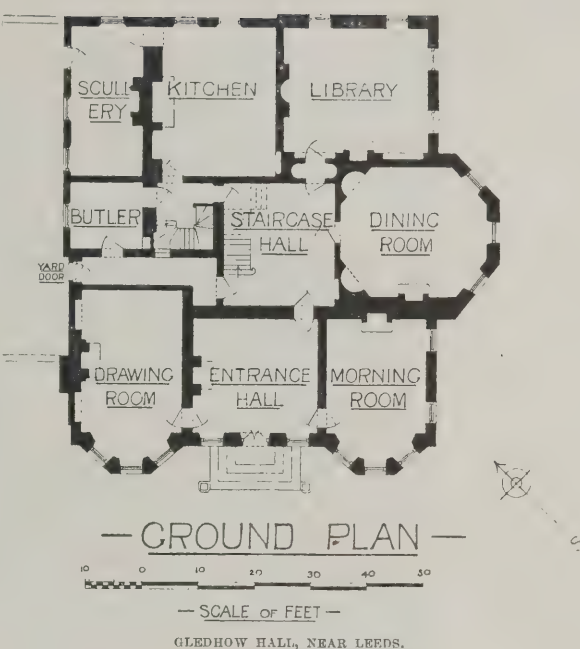 SCULL
ERY
KITCHEN
LIBRARY
BUTLER
STAIRCASE
HALL
DINING
ROOM
YARD
DOOR
DRAWING
ROOM
ENTRANCE
HALL
MORNING
ROOM
S
— GROUND PLAN —
10 0 10 20 30 40 50
— SCALE OF FEET —
GLEDHOW HALL, NEAR LEEDS.